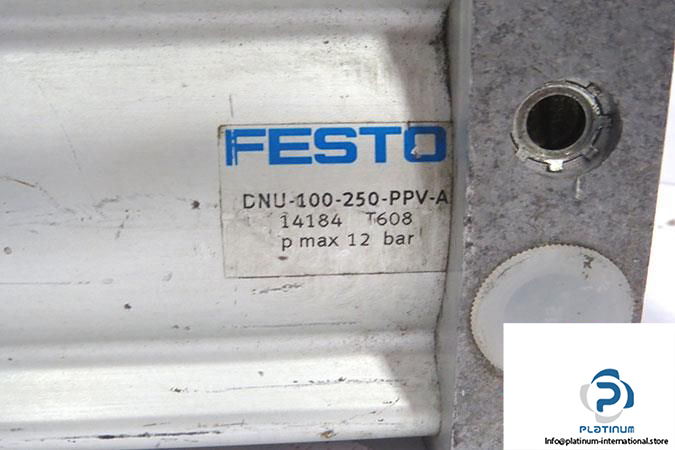 FESTO
DNU-100-250-PPV-A
14184 T608
p max 12 bar
PLATINUM
Info@platinum-international.store